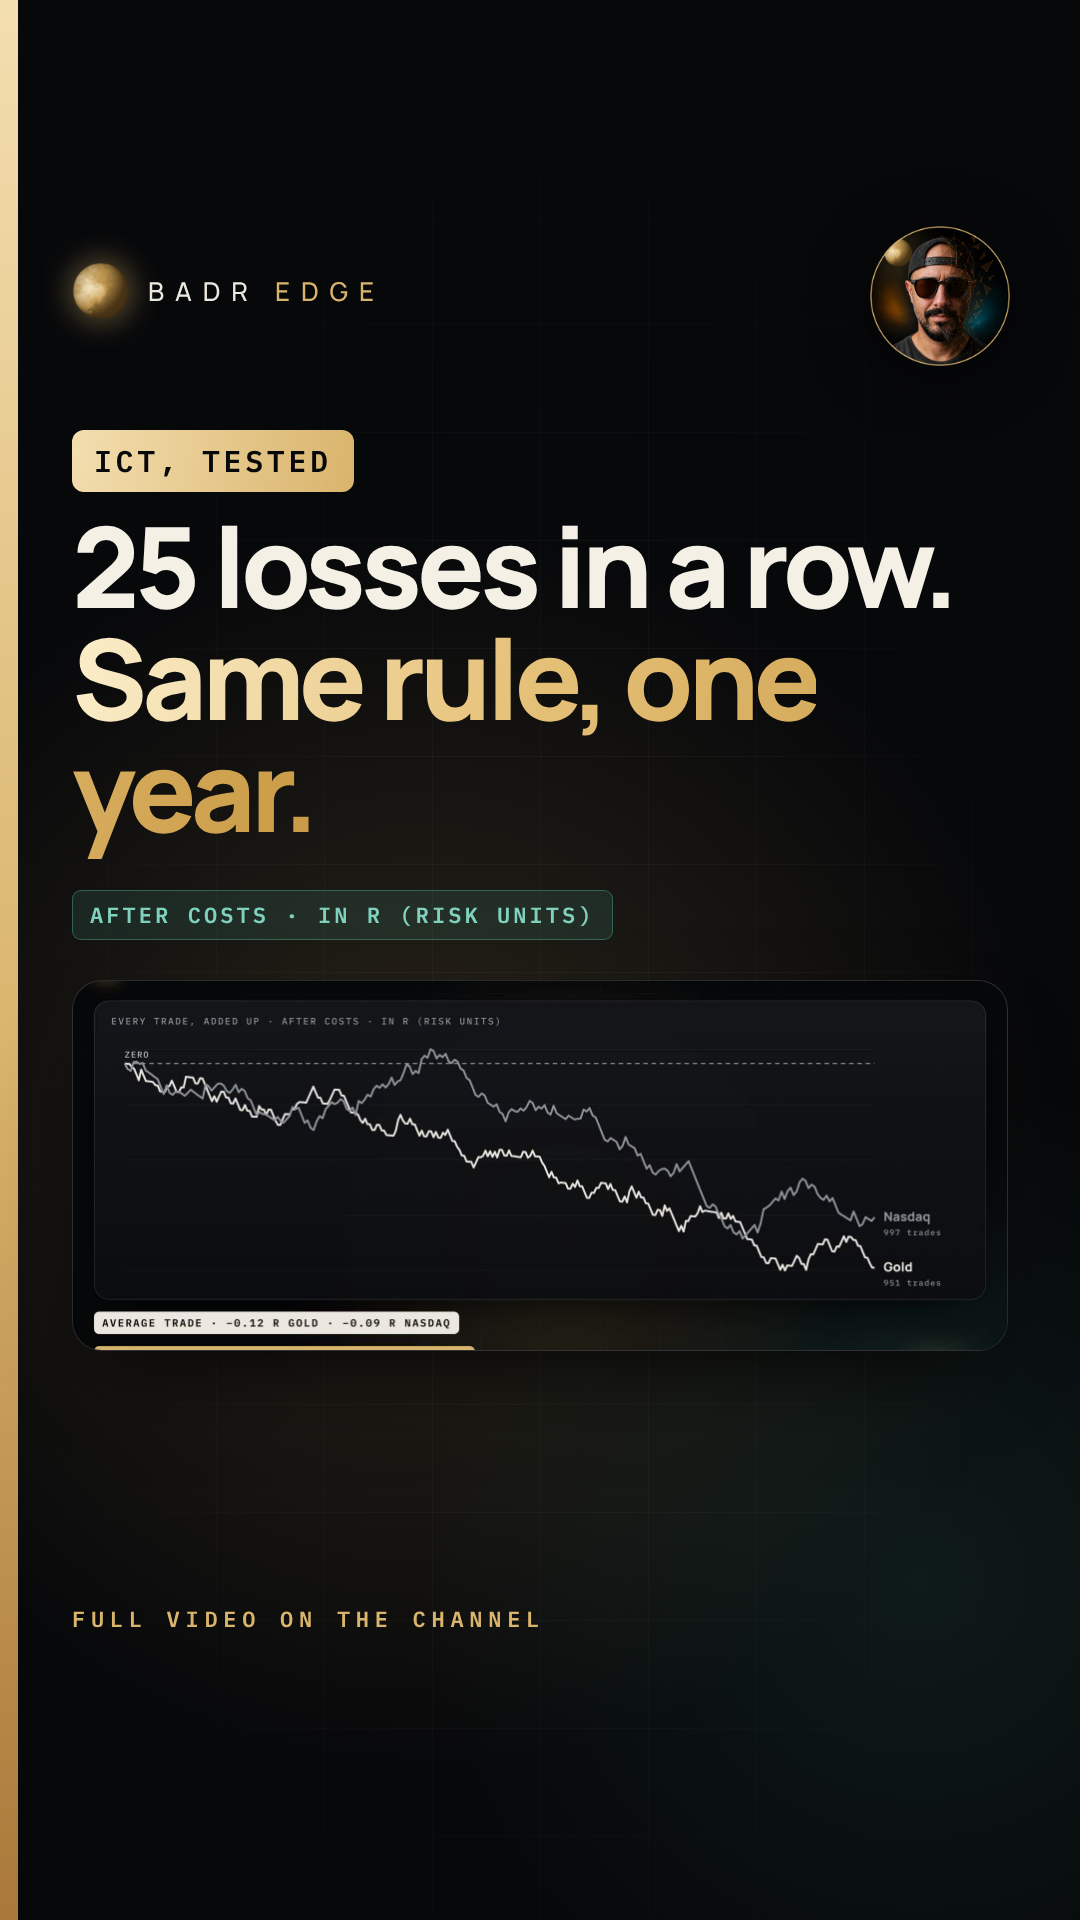 BADR EDGE
ICT, TESTED
25 losses in a row.
Same rule, one
year.
AFTER COSTS · IN R (RISK UNITS)
EVERY TRADE, ADDED UP · AFTER COSTS · IN R (RISK UNITS)
ZERO
Nasdaq
997 trades
Gold
951 trades
AVERAGE TRADE · −0.12 R GOLD · −0.09 R NASDAQ
FULL VIDEO ON THE CHANNEL